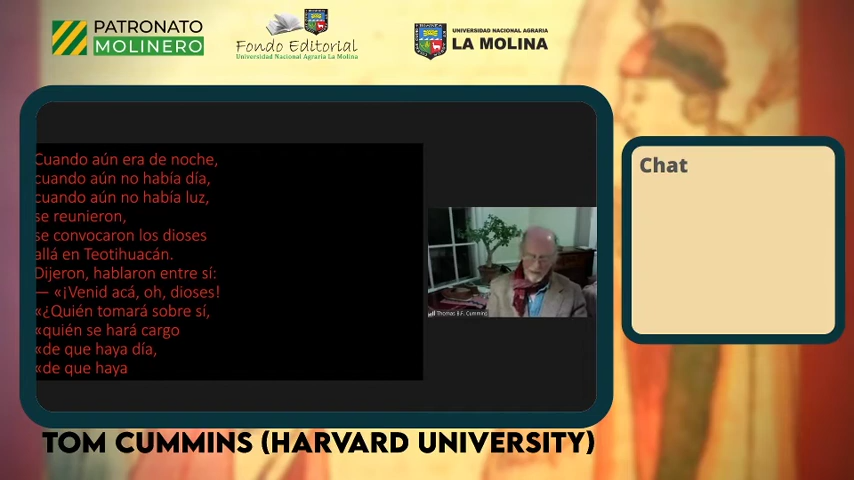 PATRONATO
MOLINERO
Fondo Editorial
Universidad Nacional Agraria La Molina
UNIVERSIDAD NACIONAL AGRARIA
LA MOLINA
Cuando aún era de noche,
cuando aún no había día,
cuando aún no había luz,
se reunieron,
se convocaron los dioses
allá en Teotihuacán.
Dijeron, hablaron entre sí:
— «¡Venid acá, oh, dioses!
«¿Quién tomará sobre sí,
«quién se hará cargo
«de que haya día,
«de que haya
Thomas B.F. Cummins
Chat
TOM CUMMINS (HARVARD UNIVERSITY)